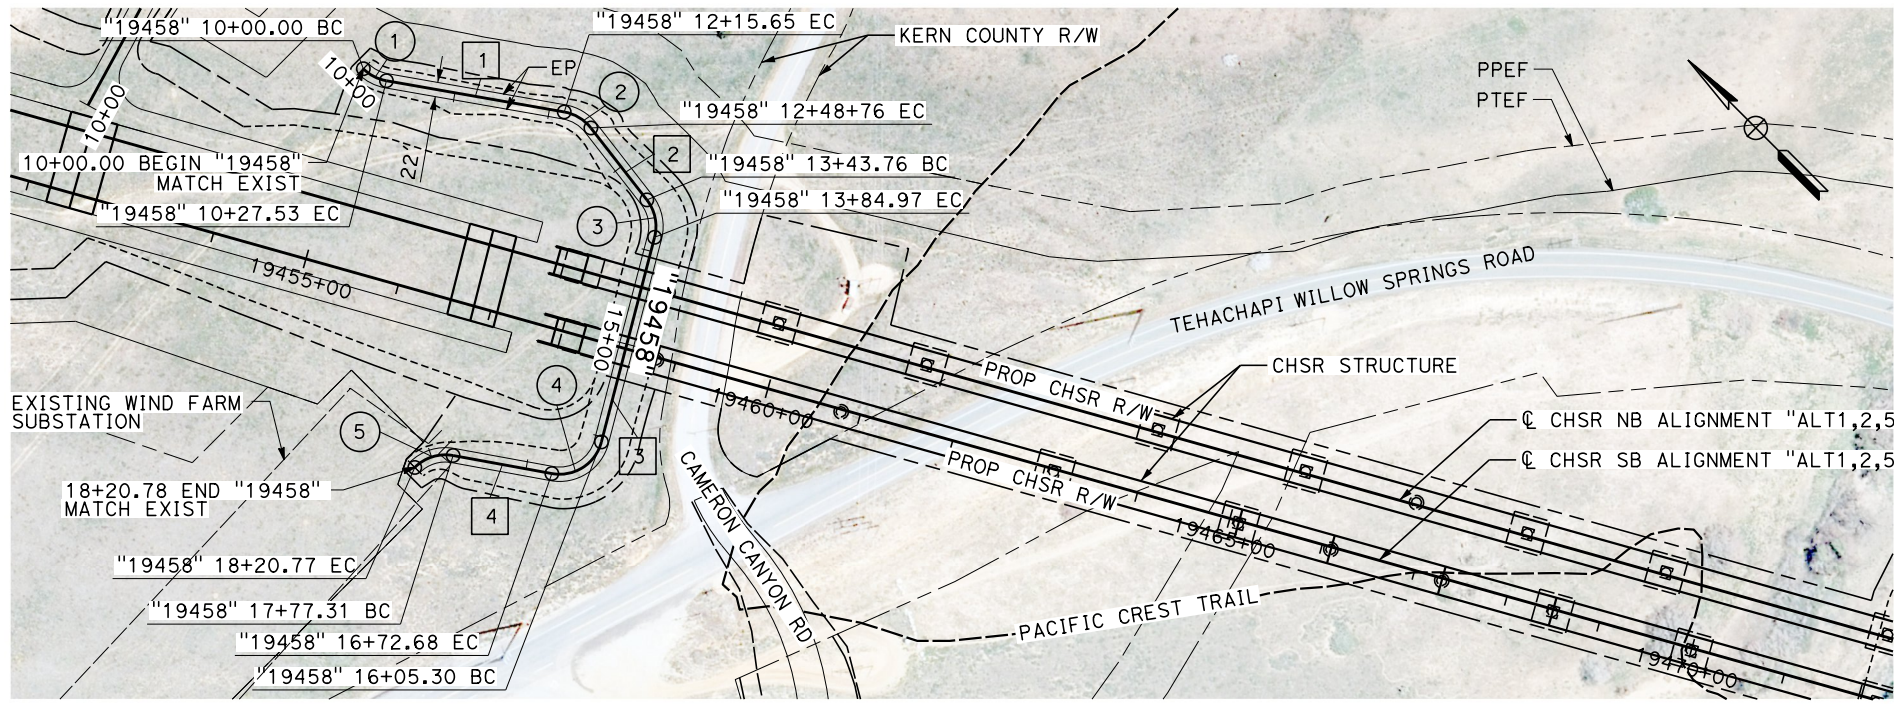 "19458" 10+00.00 BC
1
1
EP
"19458" 12+15.65 EC
KERN COUNTY R/W
PPEF
PTEF
10+00
10+00
2
"19458" 12+48+76 EC
22'
10+00.00 BEGIN "19458"
MATCH EXIST
2
"19458" 13+43.76 BC
"19458" 13+84.97 EC
"19458" 10+27.53 EC
3
19455+00
"19458"
15+00
TEHACHAPI WILLOW SPRINGS ROAD
CHSR STRUCTURE
PROP CHSR R/W
19460+00
4
EXISTING WIND FARM
SUBSTATION
5
3
℄ CHSR NB ALIGNMENT "ALT1,2,5
℄ CHSR SB ALIGNMENT "ALT1,2,5
PROP CHSR R/W
18+20.78 END "19458"
MATCH EXIST
4
CAMERON CANYON RD
19465+00
"19458" 18+20.77 EC
"19458" 17+77.31 BC
"19458" 16+72.68 EC
"19458" 16+05.30 BC
PACIFIC CREST TRAIL
19470+00